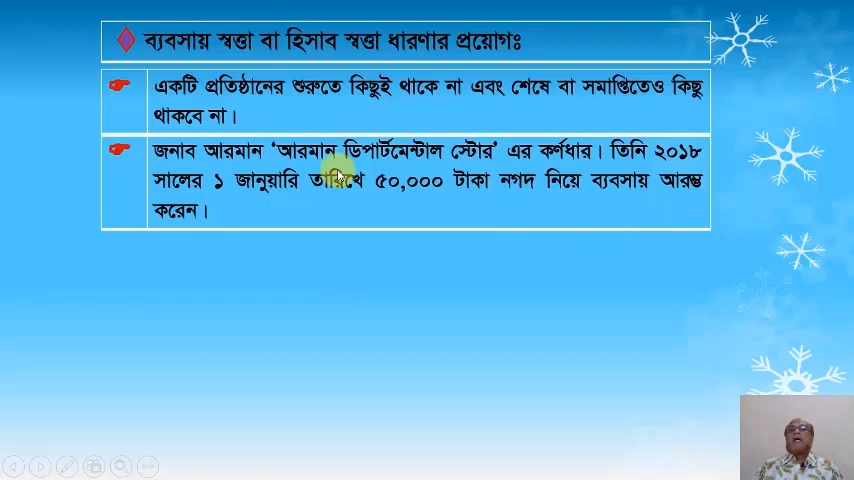 ব্যবসায় স্বত্তা বা হিসাব স্বত্তা ধারণার প্রয়োগঃ
একটি প্রতিষ্ঠানের শুরুতে কিছুই থাকে না এবং শেষে বা সমাপ্তিতেও কিছু
থাকবে না।
জনাব আরমান ‘আরমান ডিপার্টমেন্টাল স্টোর’ এর কর্ণধার। তিনি ২০১৮
সালের ১ জানুয়ারি তারিখে ৫০,০০০ টাকা নগদ নিয়ে ব্যবসায় আরম্ভ
করেন।